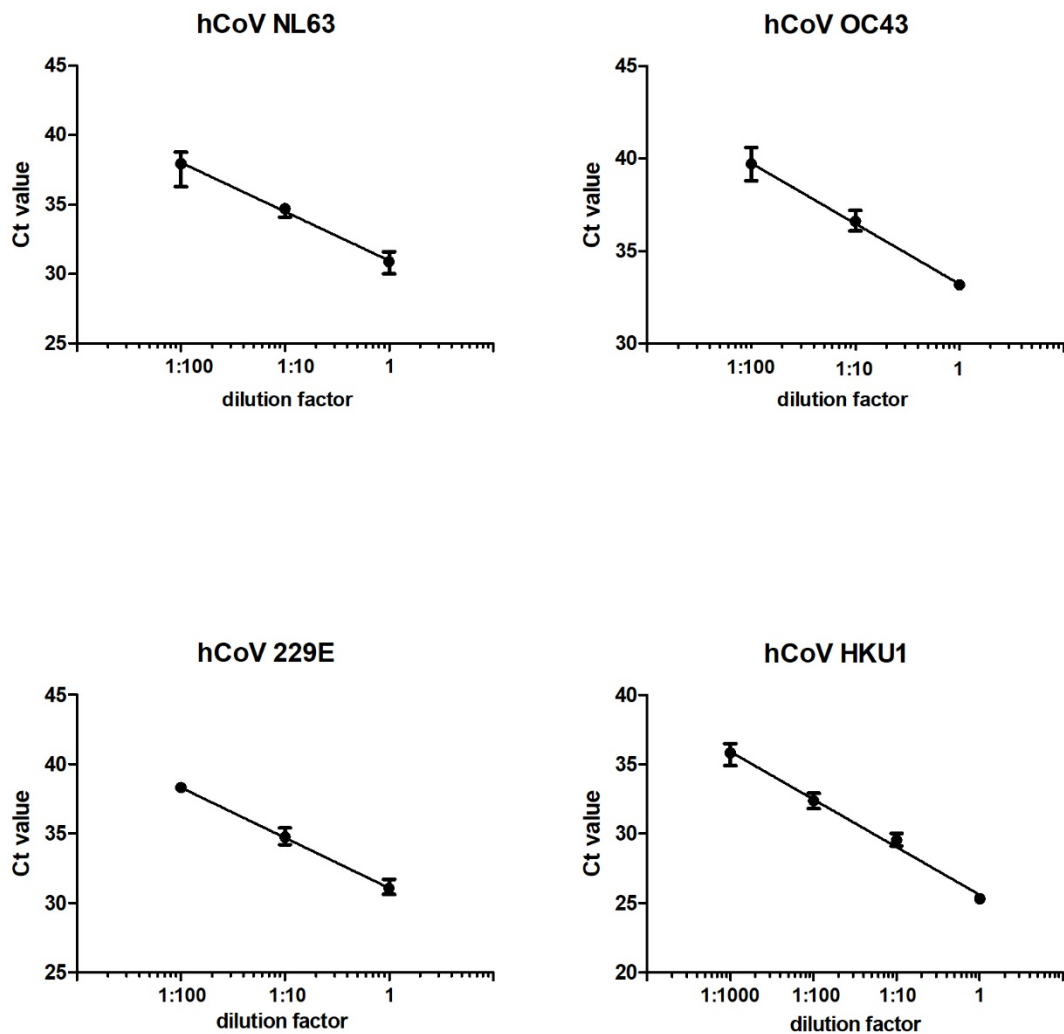 hCoV NL63
45
40
35
30
25
Ct value
1:100 1:10 1
dilution factor
hCoV OC43
45
40
35
30
Ct value
1:100 1:10 1
dilution factor
hCoV 229E
45
40
35
30
25
Ct value
1:100 1:10 1
dilution factor
hCoV HKU1
40
35
30
25
20
Ct value
1:1000 1:100 1:10 1
dilution factor